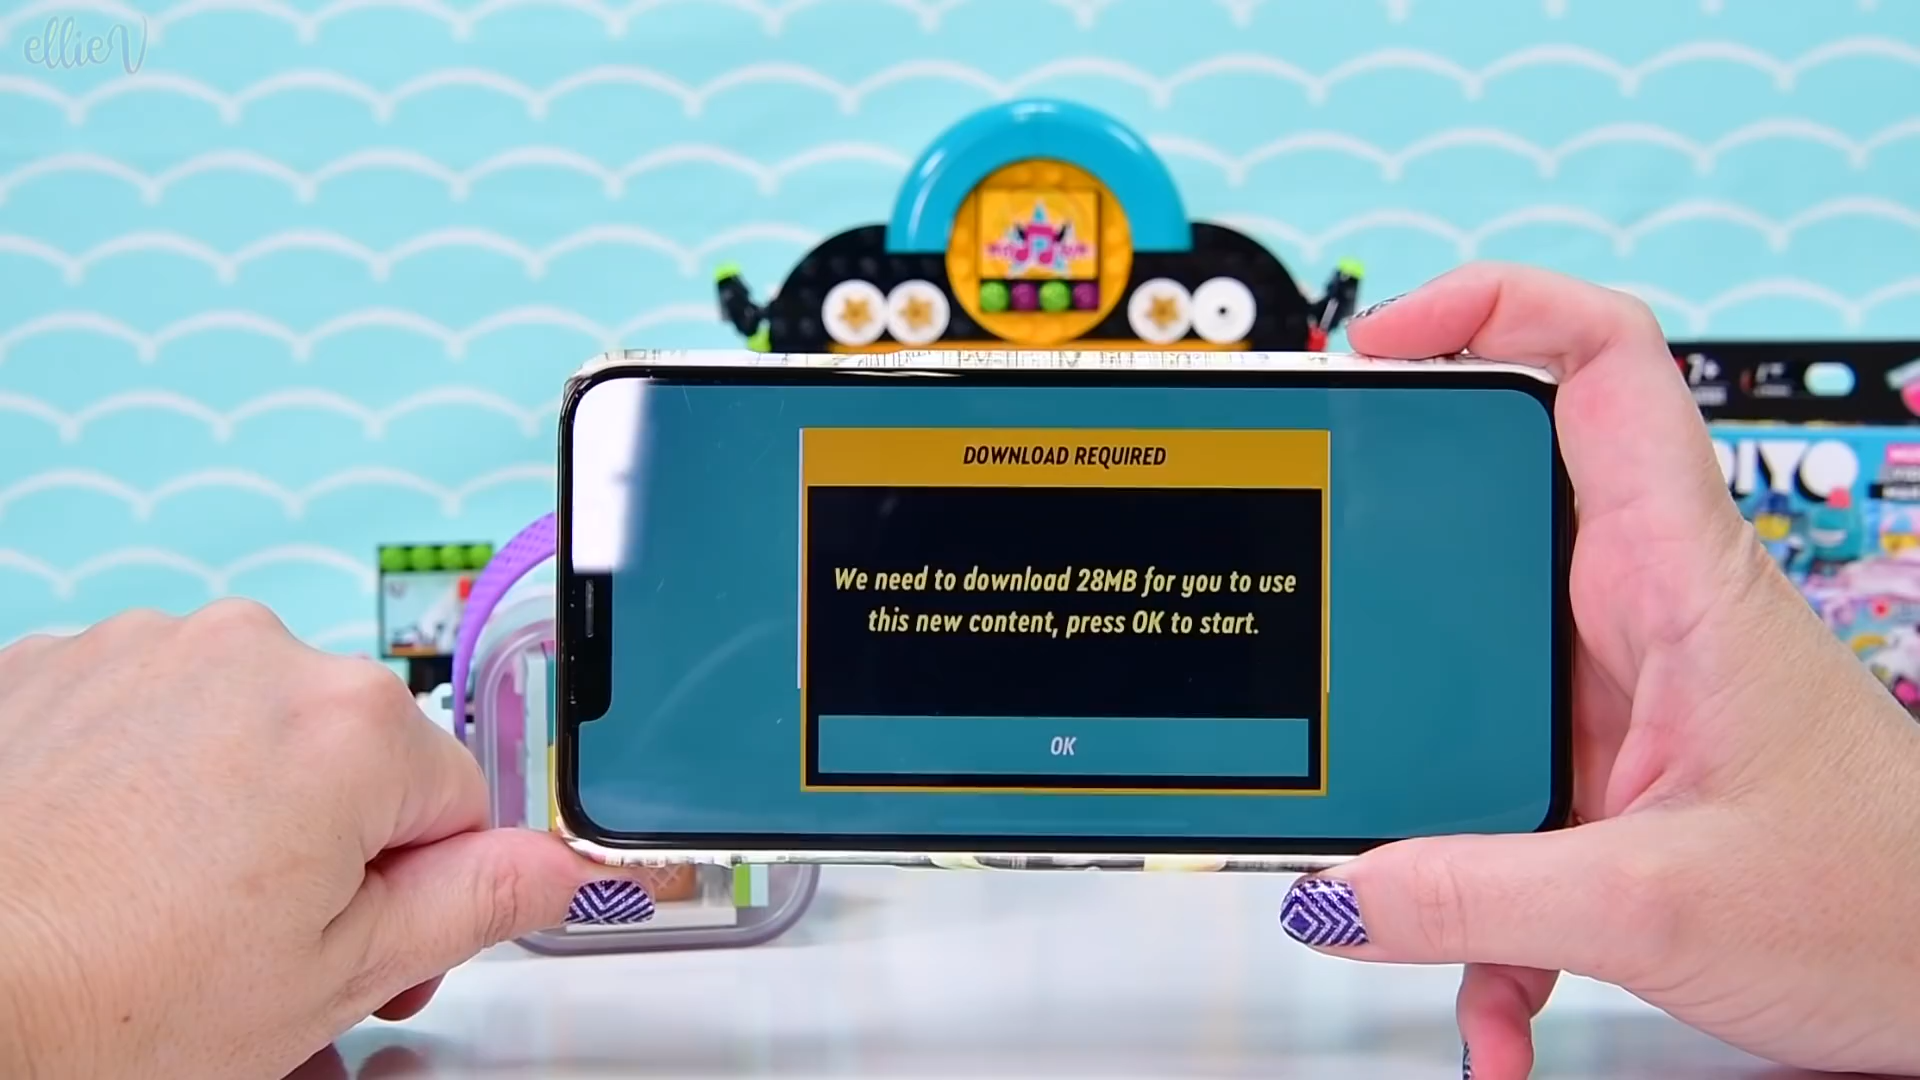 ellieV
DOWNLOAD REQUIRED
We need to download 28MB for you to use
this new content, press OK to start.
OK
7+
DIYO